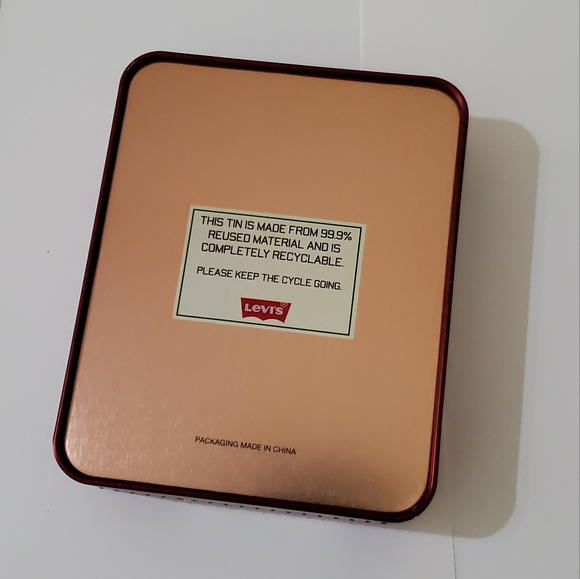 THIS TIN IS MADE FROM 99.9%
REUSED MATERIAL AND IS
COMPLETELY RECYCLABLE.
PLEASE KEEP THE CYCLE GOING.
LEVI'S®
PACKAGING MADE IN CHINA